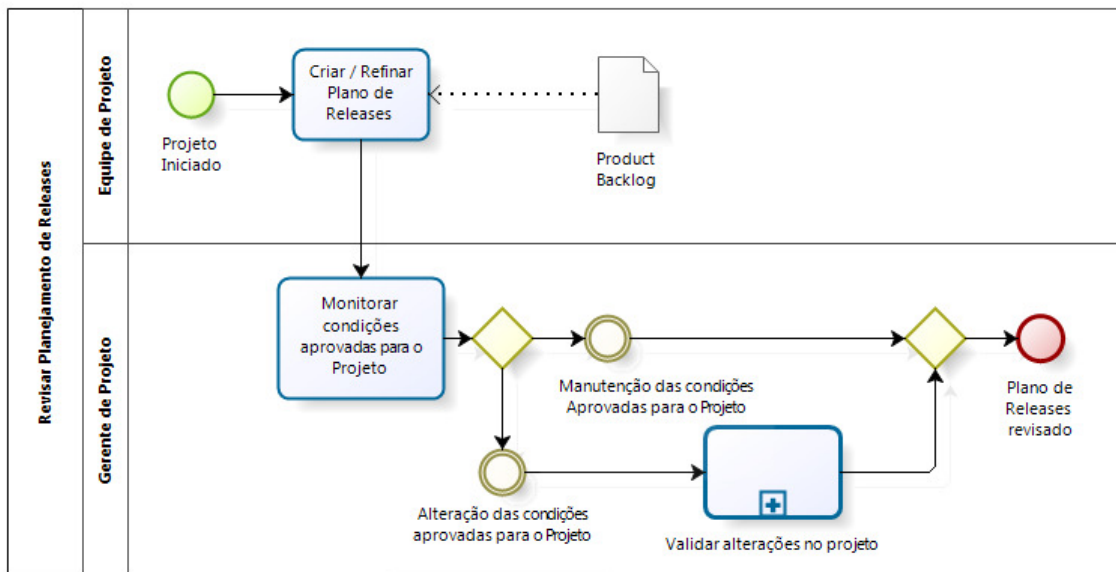 Revisar Planejamento de Releases
Equipe de Projeto
Projeto
Iniciado
Criar / Refinar
Plano de
Releases
Product
Backlog
Gerente de Projeto
Monitorar
condições
aprovadas para o
Projeto
Manutenção das condições
Aprovadas para o Projeto
Alteração das condições
aprovadas para o Projeto
Validar alterações no projeto
Plano de
Releases
revisado